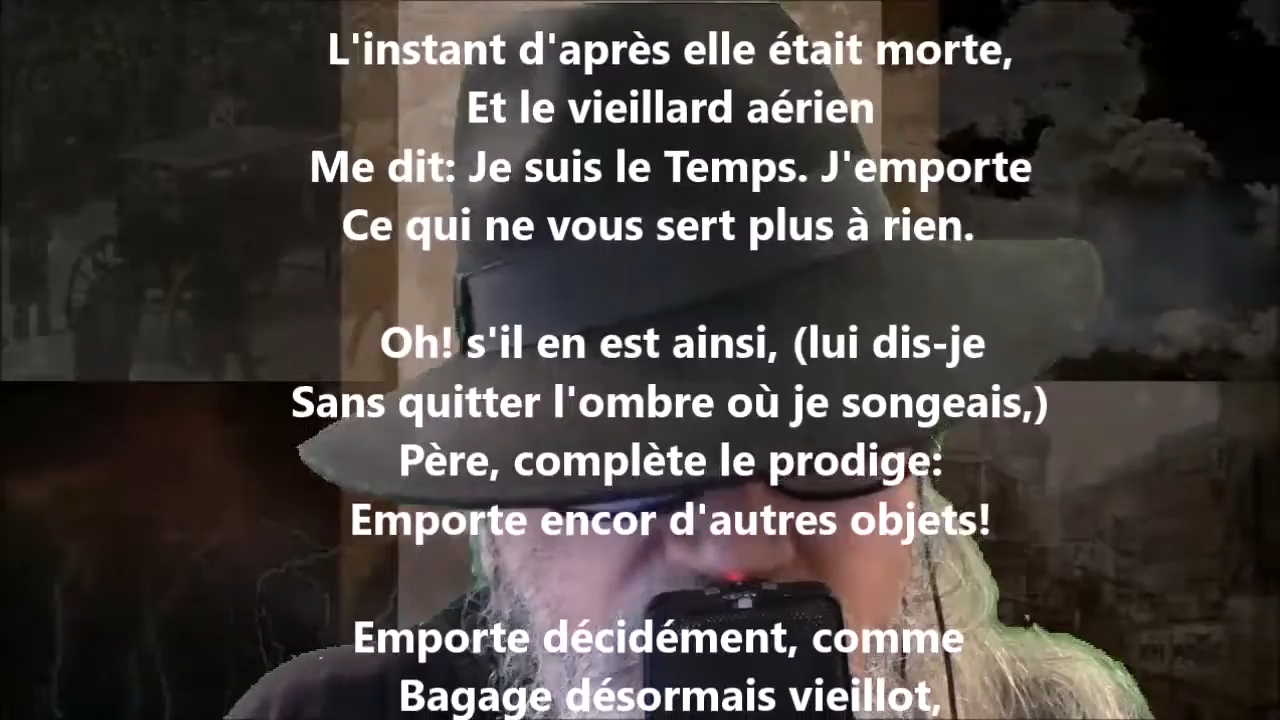 L'instant d'après elle était morte,
Et le vieillard aérien
Me dit: Je suis le Temps. J'emporte
Ce qui ne vous sert plus à rien.
Oh! s'il en est ainsi, (lui dis-je
Sans quitter l'ombre où je songeais,)
Père, complète le prodige:
Emporte encor d'autres objets!
Emporte décidément, comme
Bagage désormais vieillot,